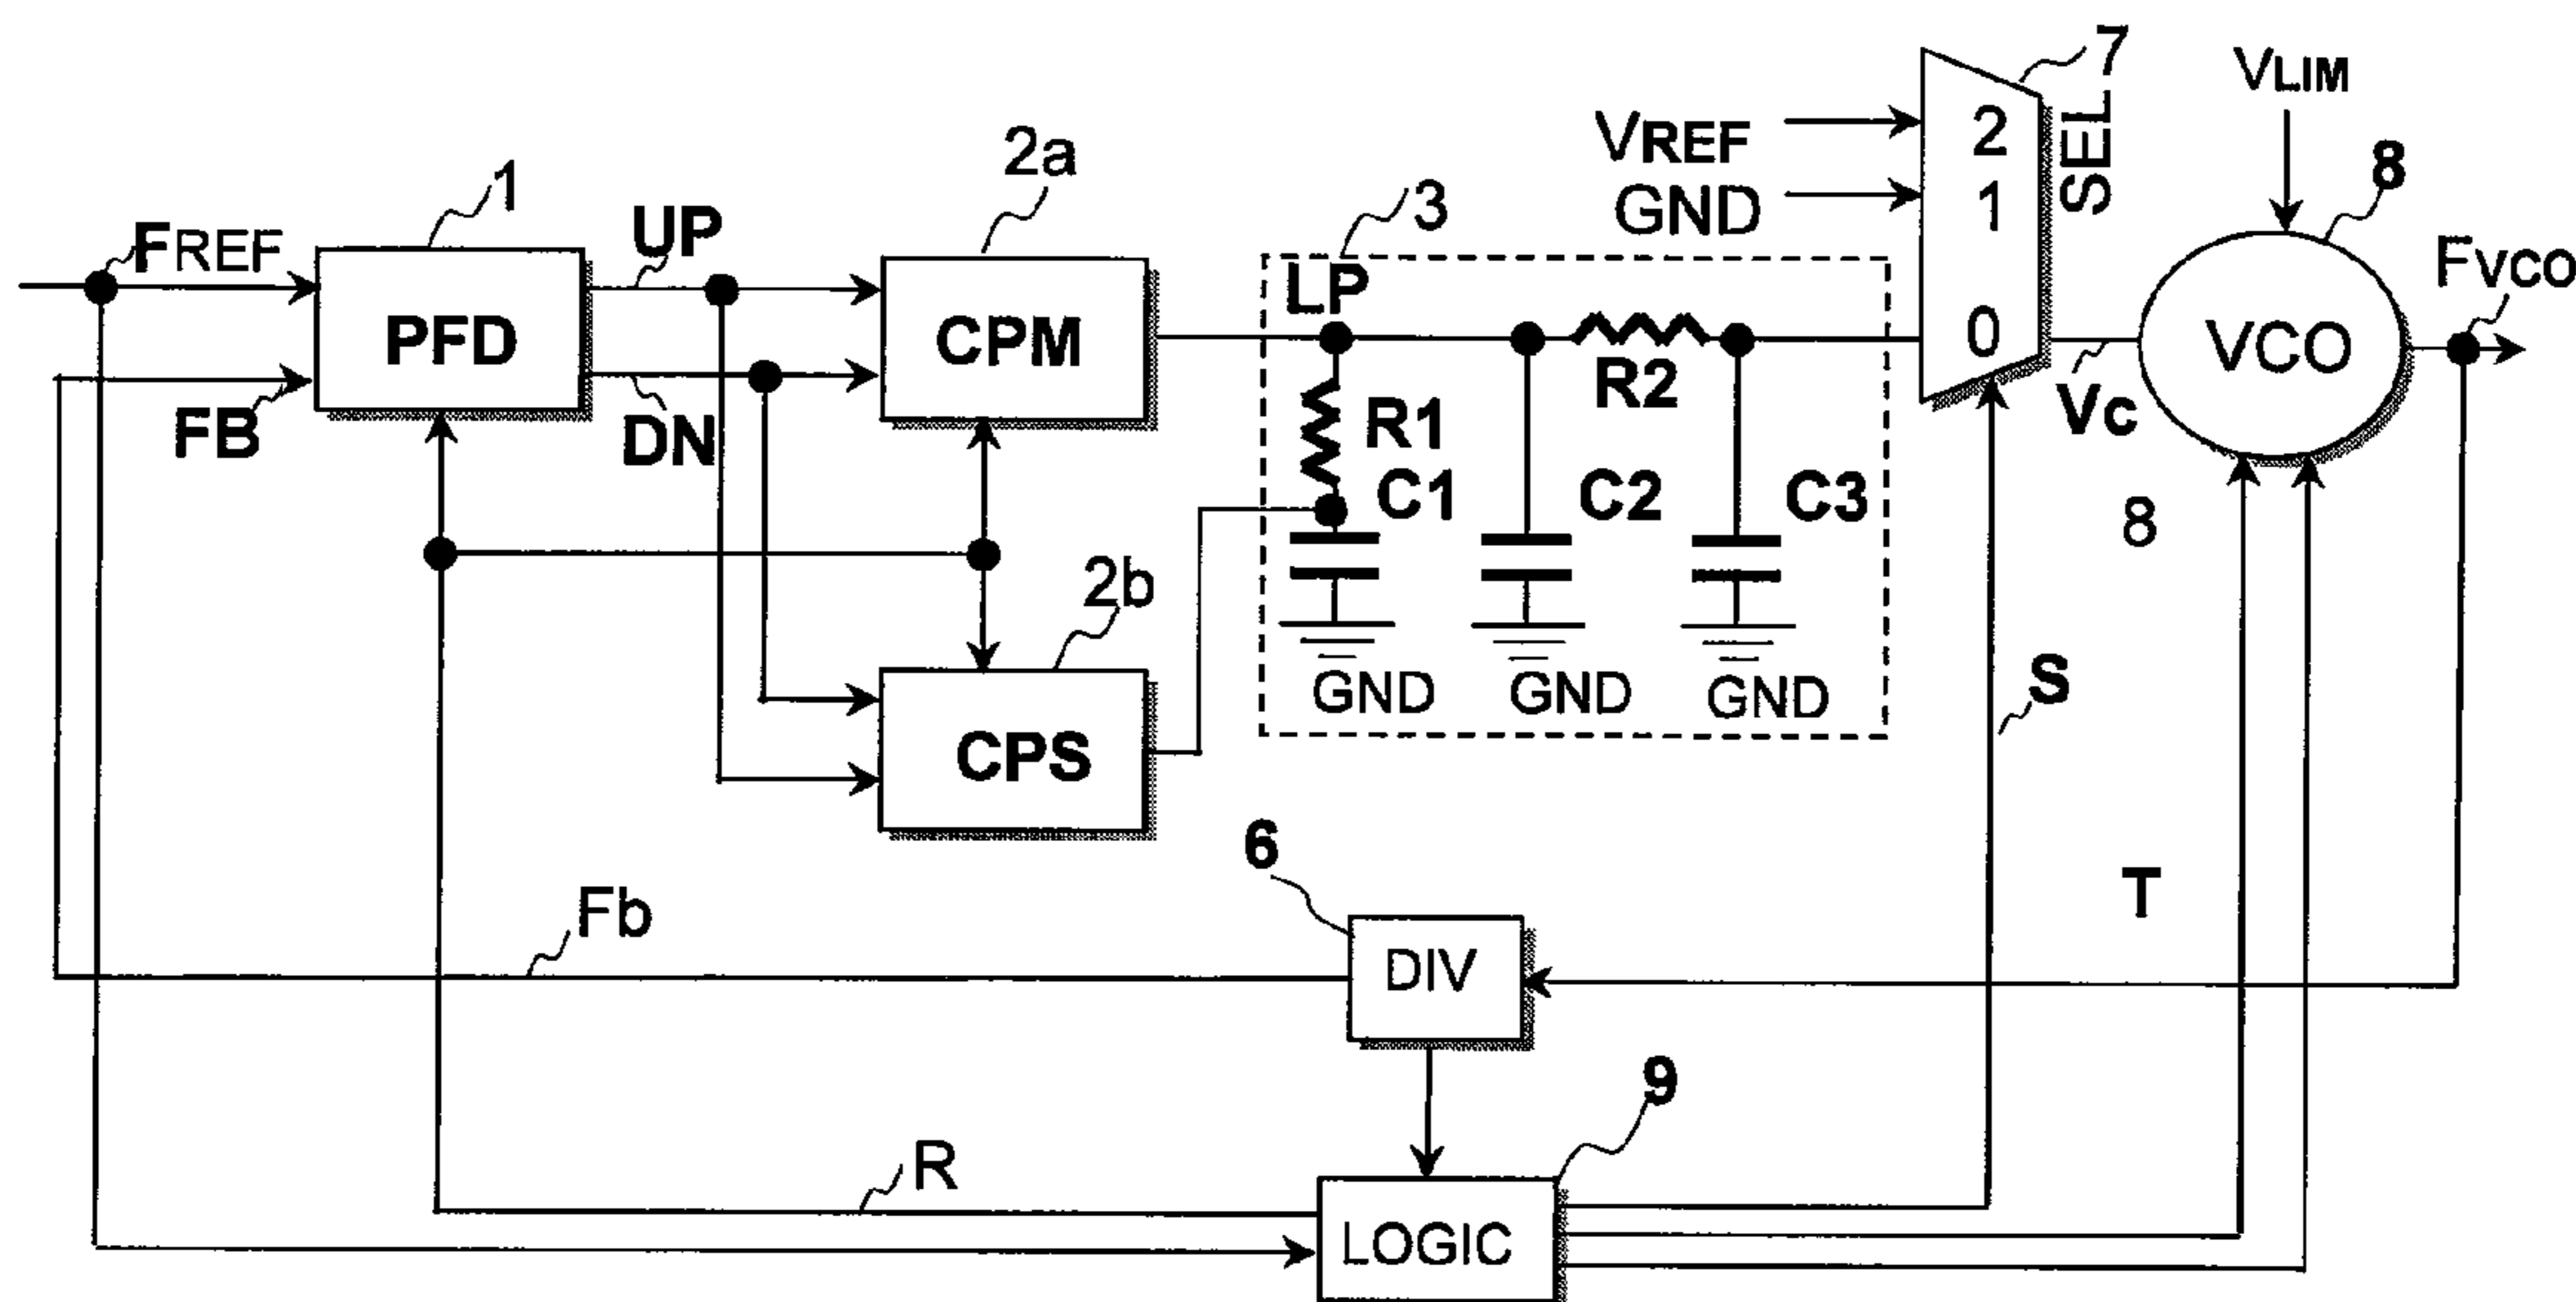 7
VLIM
2a
VREF
2
SEL
8
1
UP
3
GND
1
FREF
LP
FVCO
PFD
CPM
0
VCO
FB
DN
R1
R2
Vc
C1
C2
C3
8
2b
GND
GND
GND
S
CPS
6
T
Fb
DIV
9
R
LOGIC